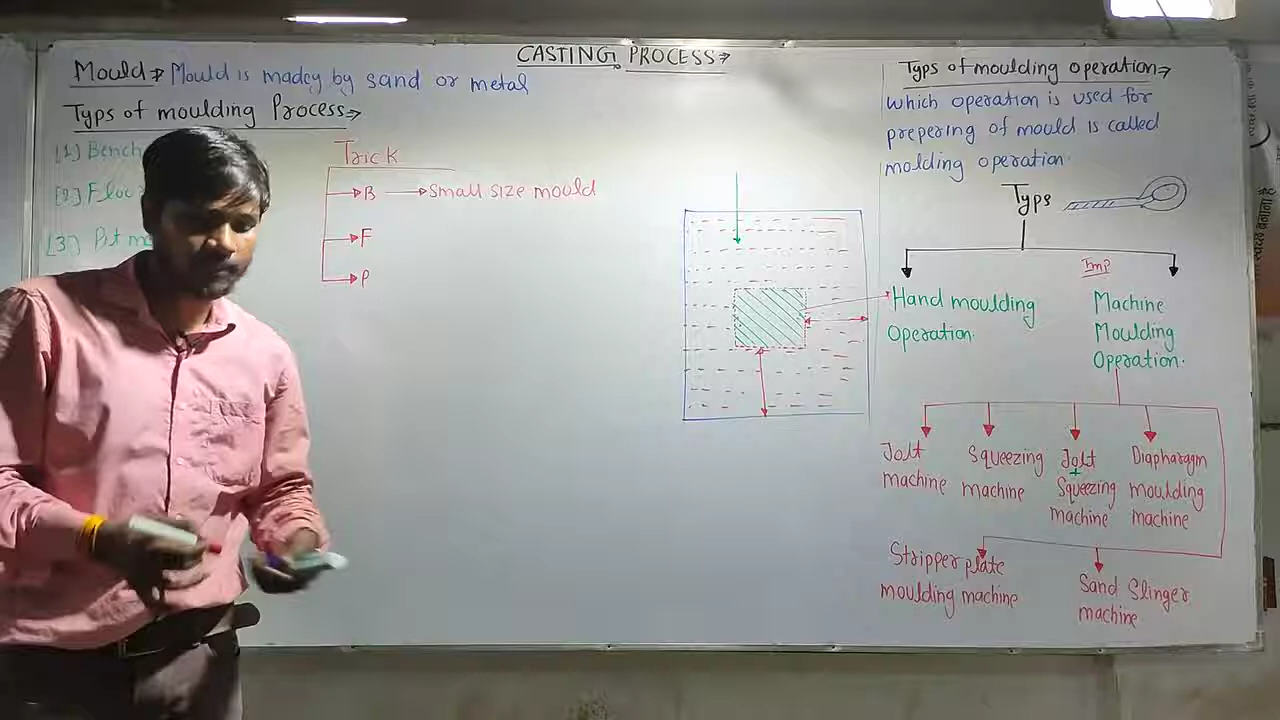 CASTING PROCESS
Mould Mould is madey by sand or metal
Typs of moulding Process
[1] Bench
[2] Floo
[3] Pit mo
Trick
B small size mould
F
P
Typs of moulding operation
which operation is used for
prepering of mould is called
molding operation.
Typs
Imp
Hand moulding
Operation.
Machine
Moulding
Operation.
Jolt
machine
Squeezing
machine
Jolt
+
Squeezing
machine
Diapharagm
moulding
machine
Stripper plate
moulding machine
Sand Slinger
machine